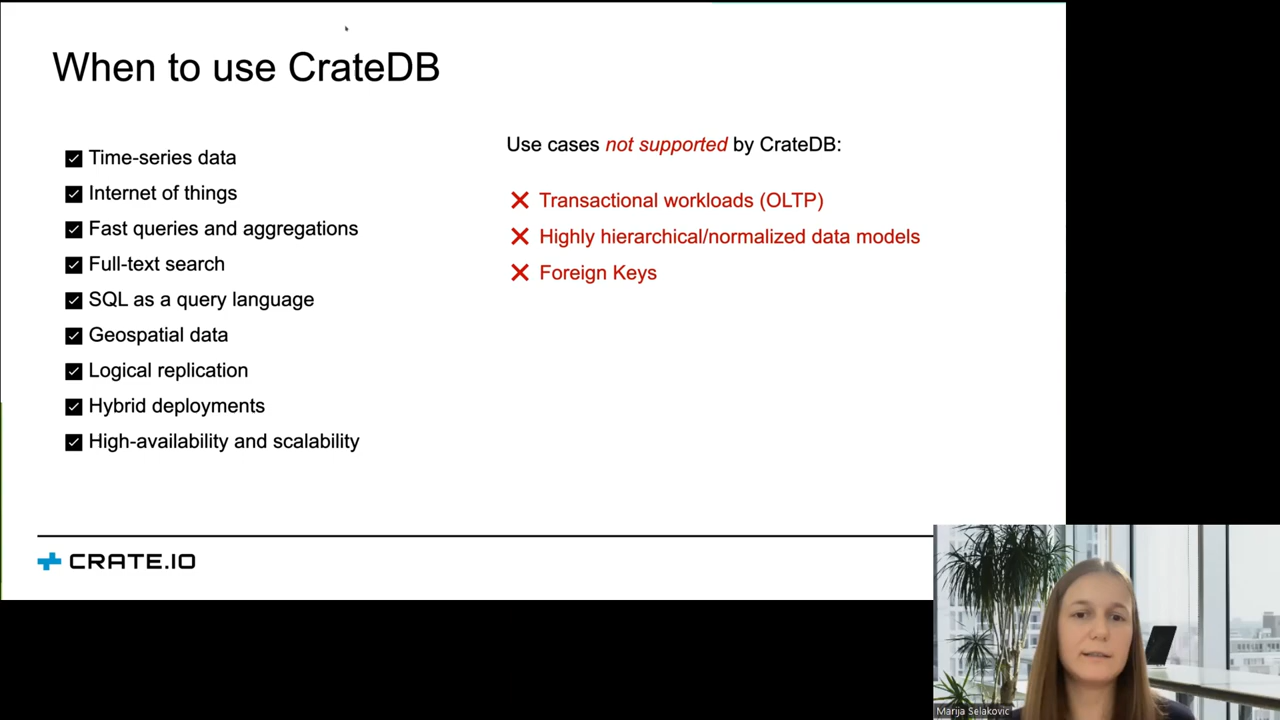 When to use CrateDB
Time-series data
Internet of things
Fast queries and aggregations
Full-text search
SQL as a query language
Geospatial data
Logical replication
Hybrid deployments
High-availability and scalability
Use cases not supported by CrateDB:
Transactional workloads (OLTP)
Highly hierarchical/normalized data models
Foreign Keys
CRATE.IO
Marija Selakovic